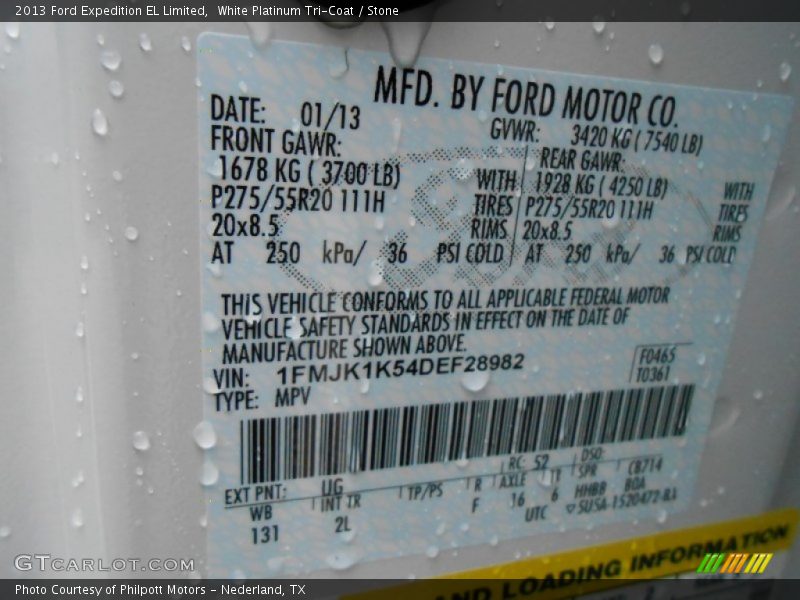 2013 Ford Expedition EL Limited, White Platinum Tri-Coat / Stone
MFD. BY FORD MOTOR CO.
DATE: 01/13 GVWR: 3420 KG ( 7540 LB)
FRONT GAWR: REAR GAWR:
1678 KG ( 3700 LB) WITH 1928 KG ( 4250 LB) WITH
P275/55R20 111H TIRES P275/55R20 111H TIRES
20x8.5 RIMS 20x8.5 RIMS
AT 250 kPa/ 36 PSI COLD AT 250 kPa/ 36 PSI COLD
THIS VEHICLE CONFORMS TO ALL APPLICABLE FEDERAL MOTOR
VEHICLE SAFETY STANDARDS IN EFFECT ON THE DATE OF
MANUFACTURE SHOWN ABOVE.
VIN: 1FMJK1K54DEF28982 F0465
TYPE: MPV T0361
EXT PNT: UG RC: 52 DSO:
WB INT TR TP/PS R AXLE TR SPR C8714
131 2L F 16 6 HHBB BOA
UTC ▽SUSA-1520472-BA
AND LOADING INFORMATION
GTCARLOT.COM
Photo Courtesy of Philpott Motors - Nederland, TX